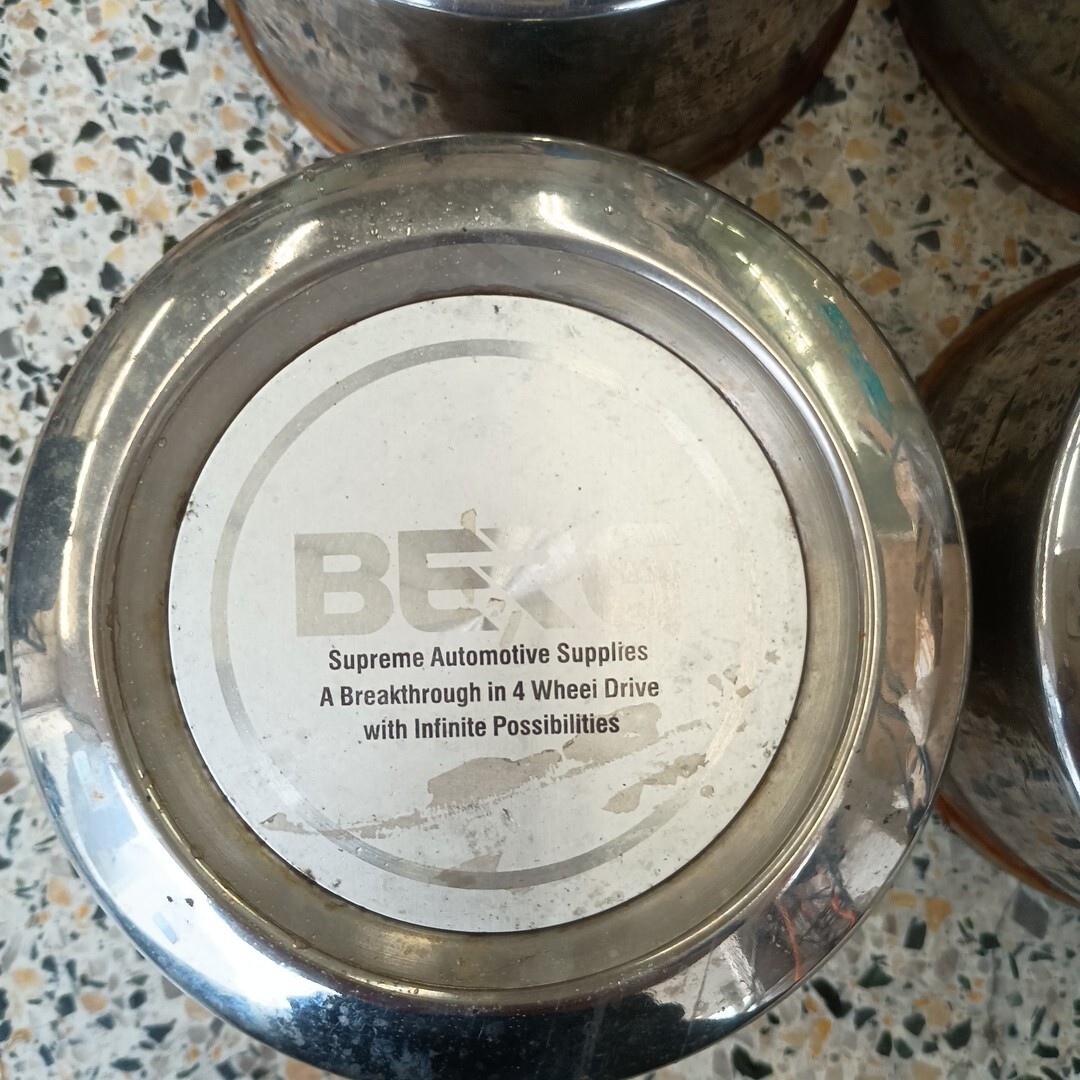 Supreme Automotive Supplies
A Breakthrough in 4 Wheei Drive
with Infinite Possibilities